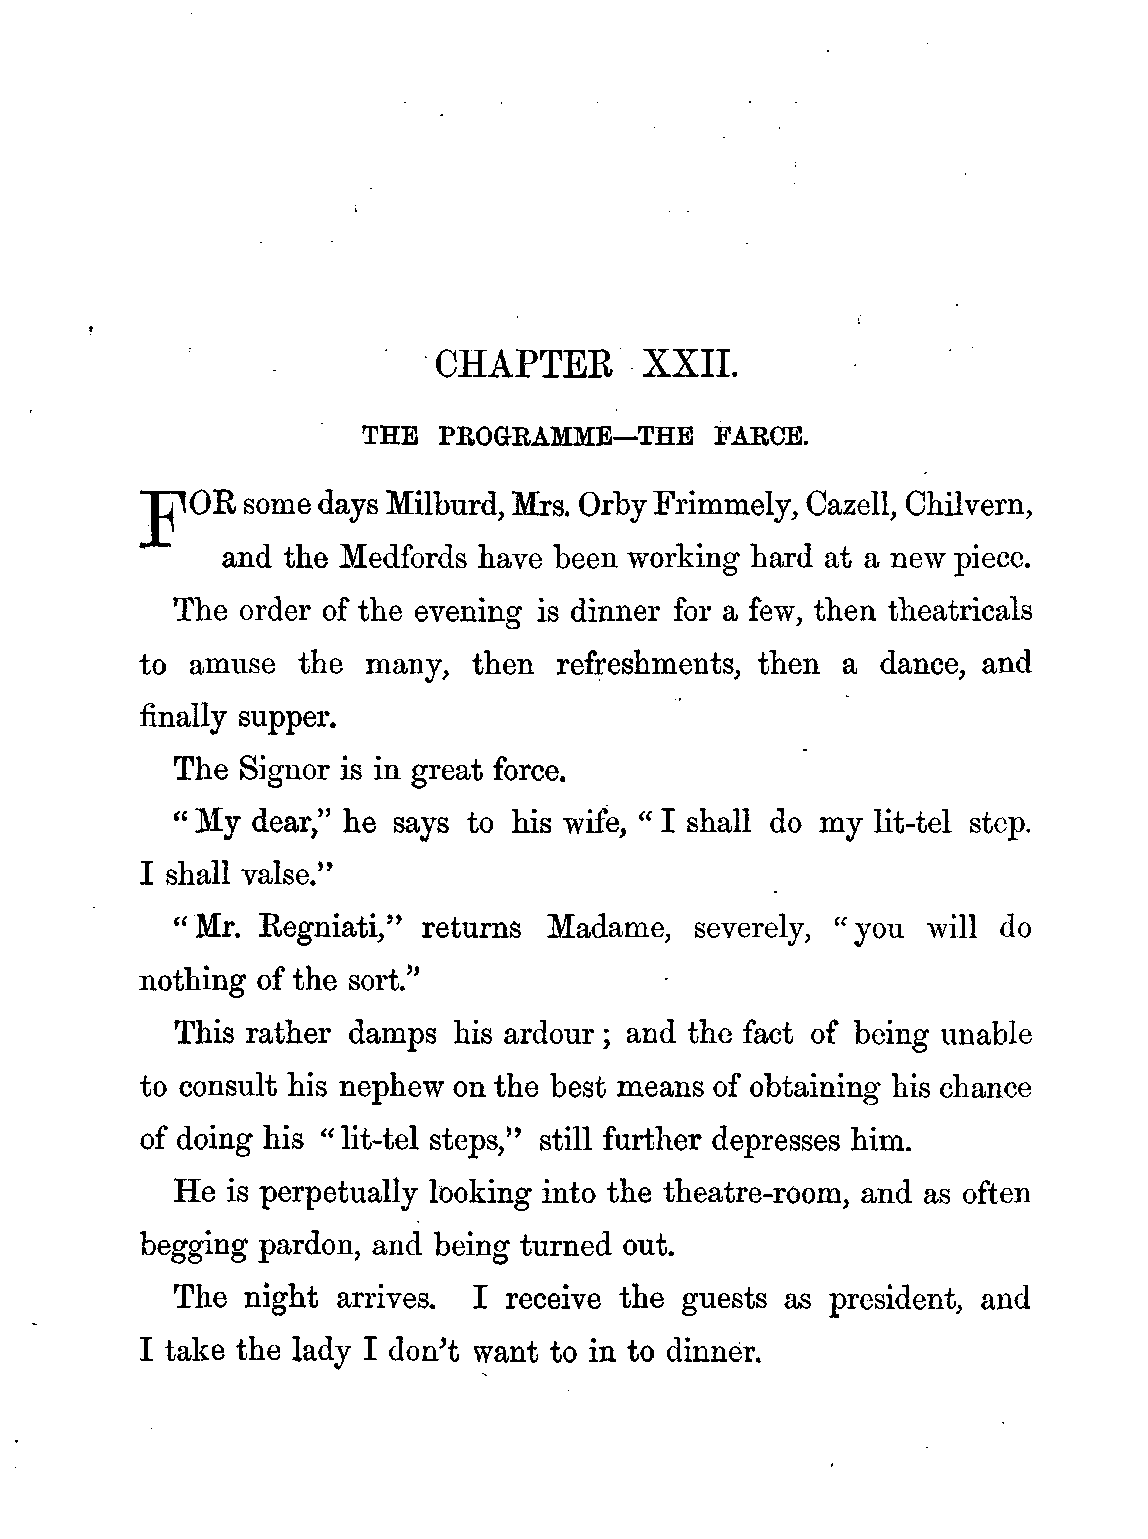 CHAPTER XXII.
THE PROGRAMME—THE FARCE.
FOR some days Milburd, Mrs. Orby Frimmely, Cazell, Chilvern,
and the Medfords have been working hard at a new piece.
The order of the evening is dinner for a few, then theatricals
to amuse the many, then refreshments, then a dance, and
finally supper.
The Signor is in great force.
“My dear,” he says to his wife, “I shall do my lit-tel step.
I shall valse.”
“Mr. Regniati,” returns Madame, severely, “you will do
nothing of the sort.”
This rather damps his ardour; and the fact of being unable
to consult his nephew on the best means of obtaining his chance
of doing his “lit-tel steps,” still further depresses him.
He is perpetually looking into the theatre-room, and as often
begging pardon, and being turned out.
The night arrives. I receive the guests as president, and
I take the lady I don’t want to in to dinner.